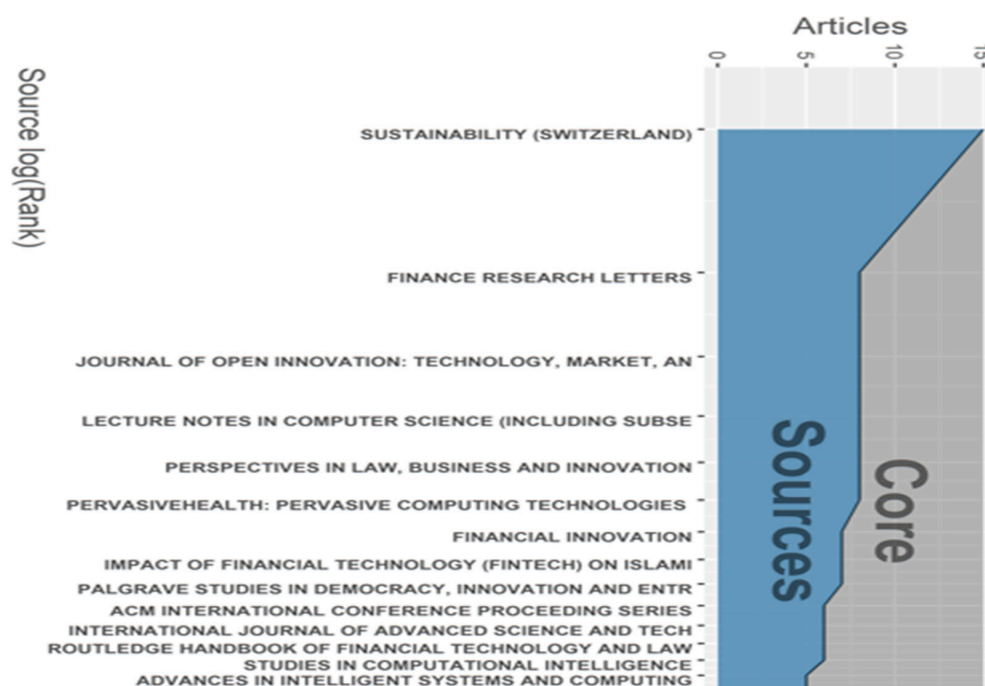 Articles
0 5 10 15
Source log(Rank)
SUSTAINABILITY (SWITZERLAND)
FINANCE RESEARCH LETTERS
JOURNAL OF OPEN INNOVATION: TECHNOLOGY, MARKET, AN
LECTURE NOTES IN COMPUTER SCIENCE (INCLUDING SUBSE
PERSPECTIVES IN LAW, BUSINESS AND INNOVATION
PERVASIVEHEALTH: PERVASIVE COMPUTING TECHNOLOGIES
FINANCIAL INNOVATION
IMPACT OF FINANCIAL TECHNOLOGY (FINTECH) ON ISLAMI
PALGRAVE STUDIES IN DEMOCRACY, INNOVATION AND ENTR
ACM INTERNATIONAL CONFERENCE PROCEEDING SERIES
INTERNATIONAL JOURNAL OF ADVANCED SCIENCE AND TECH
ROUTLEDGE HANDBOOK OF FINANCIAL TECHNOLOGY AND LAW
STUDIES IN COMPUTATIONAL INTELLIGENCE
ADVANCES IN INTELLIGENT SYSTEMS AND COMPUTING
Core
Sources